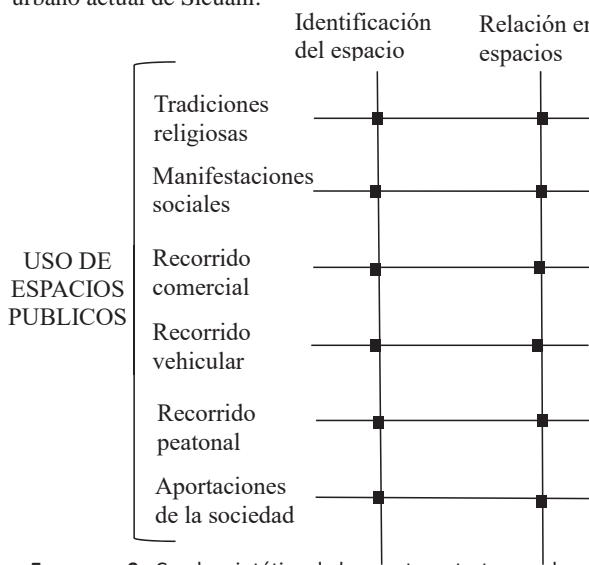 urbano actual de Sicuani.
Identificación
del espacio
Relación
espacios
USO DE
ESPACIOS
PUBLICOS
Tradiciones
religiosas
Manifestaciones
sociales
Recorrido
comercial
Recorrido
vehicular
Recorrido
peatonal
Aportaciones
de la sociedad